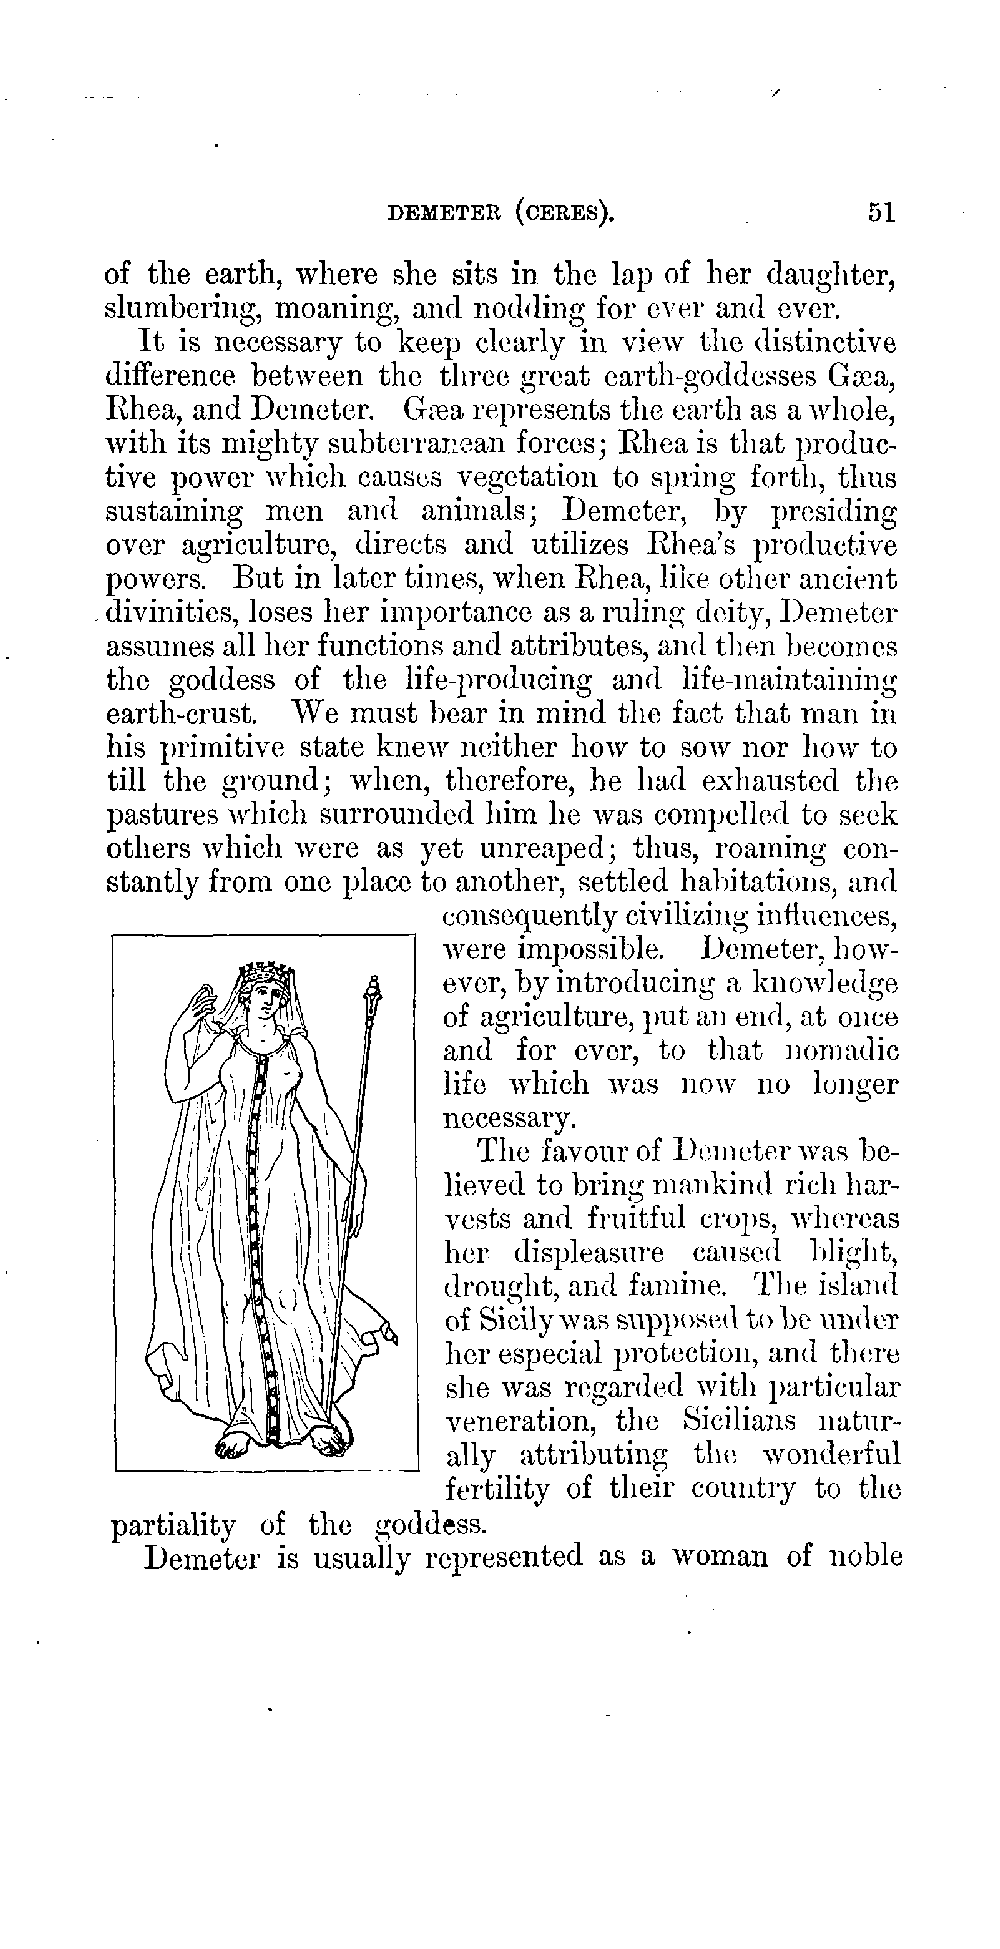 DEMETER (CERES). 51
of the earth, where she sits in the lap of her daughter,
slumbering, moaning, and nodding for ever and ever.
It is necessary to keep clearly in view the distinctive
difference between the three great earth-goddesses Gæa,
Rhea, and Demeter. Gæa represents the earth as a whole,
with its mighty subterranean forces; Rhea is that produc-
tive power which causes vegetation to spring forth, thus
sustaining men and animals; Demeter, by presiding
over agriculture, directs and utilizes Rhea's productive
powers. But in later times, when Rhea, like other ancient
divinities, loses her importance as a ruling deity, Demeter
assumes all her functions and attributes, and then becomes
the goddess of the life-producing and life-maintaining
earth-crust. We must bear in mind the fact that man in
his primitive state knew neither how to sow nor how to
till the ground; when, therefore, he had exhausted the
pastures which surrounded him he was compelled to seek
others which were as yet unreaped; thus, roaming con-
stantly from one place to another, settled habitations, and
consequently civilizing influences,
were impossible. Demeter, how-
ever, by introducing a knowledge
of agriculture, put an end, at once
and for ever, to that nomadic
life which was now no longer
necessary.
The favour of Demeter was be-
lieved to bring mankind rich har-
vests and fruitful crops, whereas
her displeasure caused blight,
drought, and famine. The island
of Sicily was supposed to be under
her especial protection, and there
she was regarded with particular
veneration, the Sicilians natur-
ally attributing the wonderful
fertility of their country to the
partiality of the goddess.
Demeter is usually represented as a woman of noble